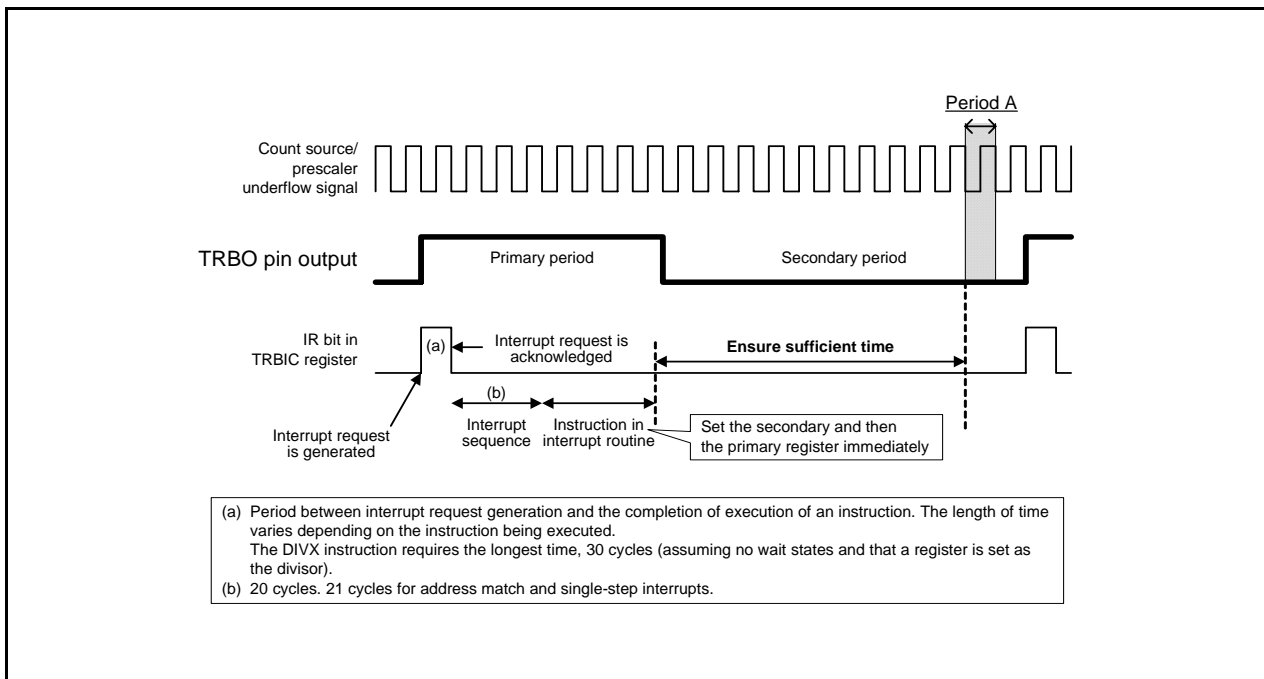 Period A
Count source/
prescaler
underflow signal
TRBO pin output
Primary period
Secondary period
IR bit in
TRBIC register
(a)
Interrupt request is
acknowledged
Ensure sufficient time
(b)
Interrupt request
is generated
Interrupt
sequence
Instruction in
interrupt routine
Set the secondary and then
the primary register immediately
(a) Period between interrupt request generation and the completion of execution of an instruction. The length of time
varies depending on the instruction being executed.
The DIVX instruction requires the longest time, 30 cycles (assuming no wait states and that a register is set as
the divisor).
(b) 20 cycles. 21 cycles for address match and single-step interrupts.